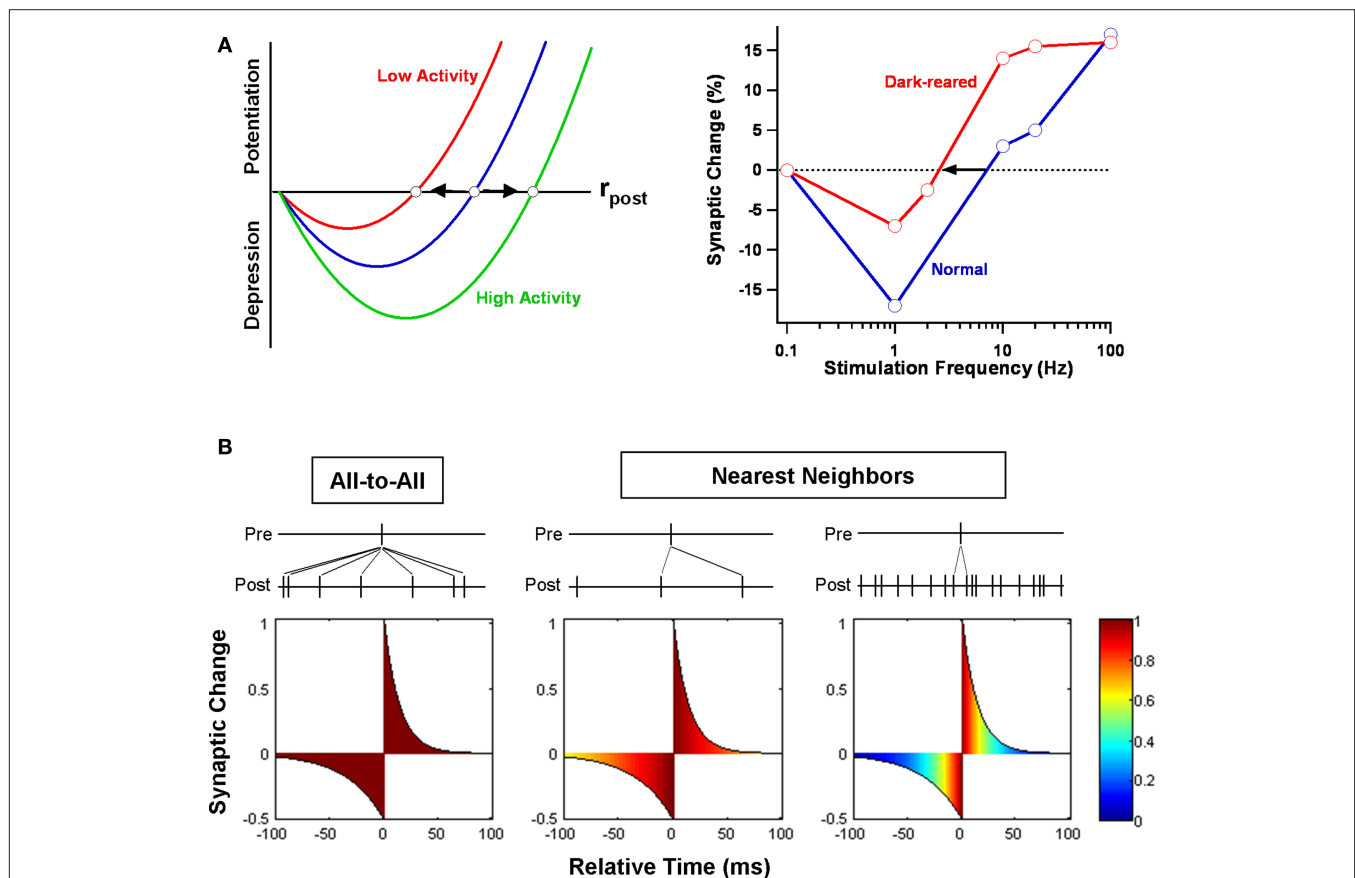 A
Potentiation
Depression
Low Activity
High Activity
r_post
Synaptic Change (%)
15
10
5
0
-5
-10
-15
Dark-reared
Normal
0.1 1 10 100
Stimulation Frequency (Hz)
B
All-to-All
Nearest Neighbors
Pre
Post
Pre
Post
Pre
Post
Synaptic Change
1
0.5
0
-0.5
-100 -50 0 50 100
1
0.5
0
-0.5
-100 -50 0 50 100
1
0.5
0
-0.5
-100 -50 0 50 100
1
0.8
0.6
0.4
0.2
0
Relative Time (ms)